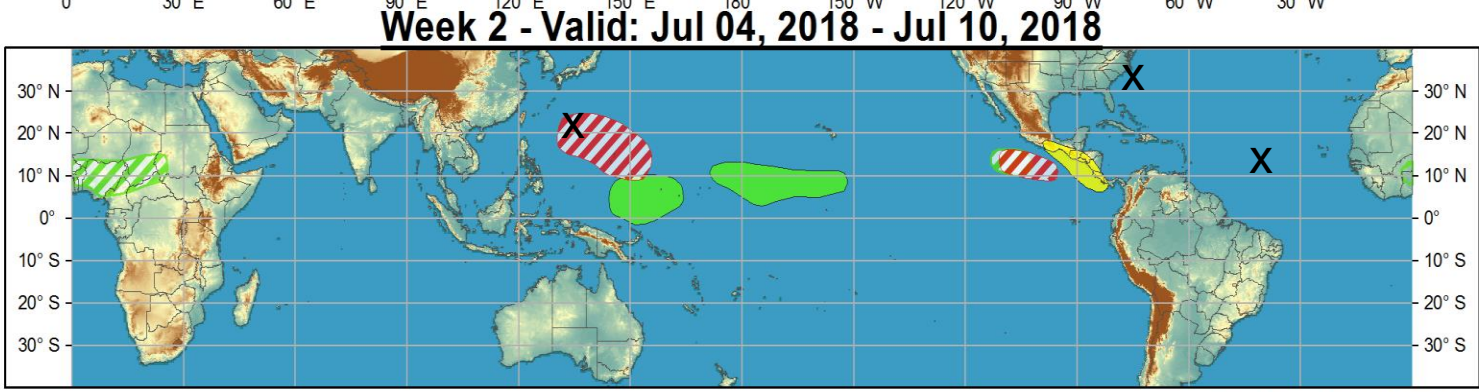 0° 30° E 60° E 90° E 120° E 150° E 180° 150° W 120° W 90° W 60° W 30° W
Week 2 - Valid: Jul 04, 2018 - Jul 10, 2018
X
30° N 30° N
X
20° N 20° N
X
10° N 10° N
0° 0°
10° S 10° S
20° S 20° S
30° S 30° S